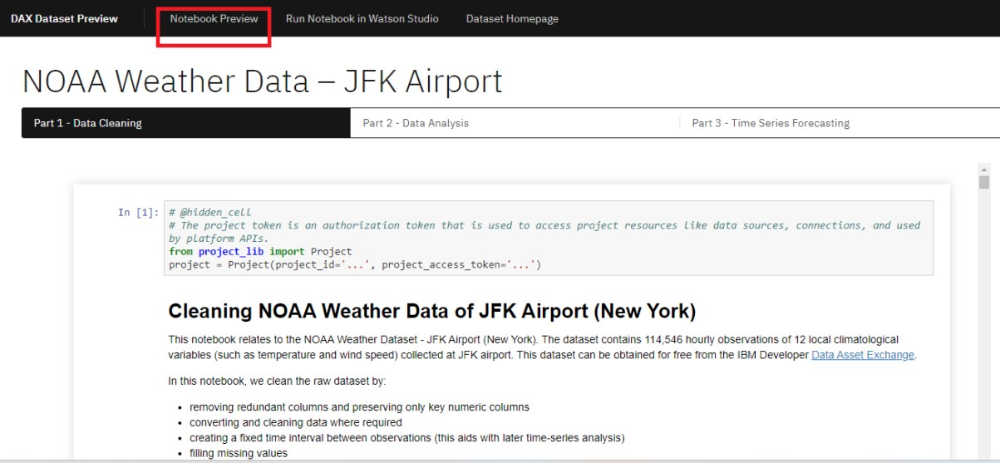 DAX Dataset Preview Notebook Preview Run Notebook in Watson Studio Dataset Homepage
NOAA Weather Data – JFK Airport
Part 1 - Data Cleaning Part 2 - Data Analysis Part 3 - Time Series Forecasting
In [1]: # @hidden_cell
# The project token is an authorization token that is used to access project resources like data sources, connections, and used
by platform APIs.
from project_lib import Project
project = Project(project_id='...', project_access_token='...')
Cleaning NOAA Weather Data of JFK Airport (New York)
This notebook relates to the NOAA Weather Dataset - JFK Airport (New York). The dataset contains 114,546 hourly observations of 12 local climatological
variables (such as temperature and wind speed) collected at JFK airport. This dataset can be obtained for free from the IBM Developer Data Asset Exchange.
In this notebook, we clean the raw dataset by:
• removing redundant columns and preserving only key numeric columns
• converting and cleaning data where required
• creating a fixed time interval between observations (this aids with later time-series analysis)
• filling missing values